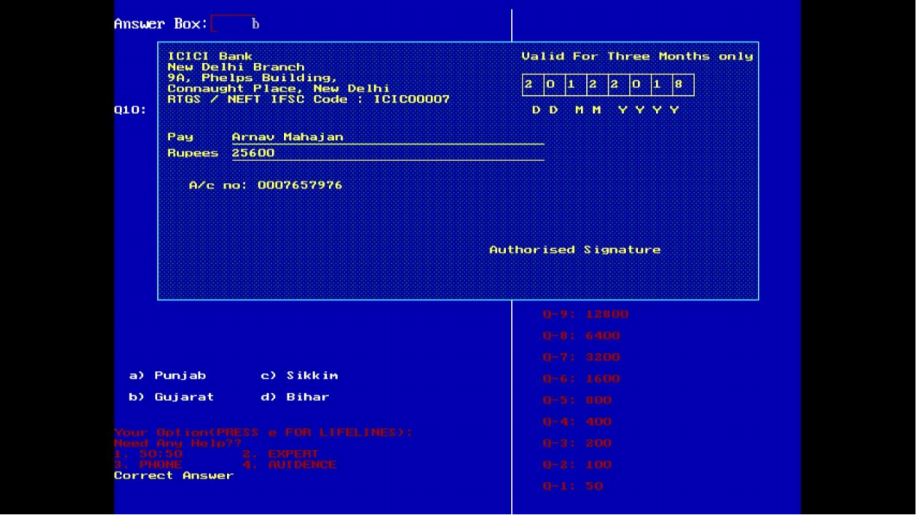 Answer Box: b
ICICI Bank
New Delhi Branch
9A, Phelps Building,
Connaught Place, New Delhi
RTGS / NEFT IFSC Code : ICIC00007
Valid For Three Months only
2 0 1 2 2 0 1 8
D D M M Y Y Y Y
Q10:
Pay Arnav Mahajan
Rupees 25600
A/c no: 0007657976
Authorised Signature
Q-9: 12800
Q-8: 6400
Q-7: 3200
Q-6: 1600
Q-5: 800
Q-4: 400
Q-3: 200
Q-2: 100
Q-1: 50
a) Punjab c) Sikkim
b) Gujarat d) Bihar
Your Option(PRESS e FOR LIFELINES):
Need Any Help??
1. 50:50 2. EXPERT
3. PHONE 4. AUIDENCE
Correct Answer